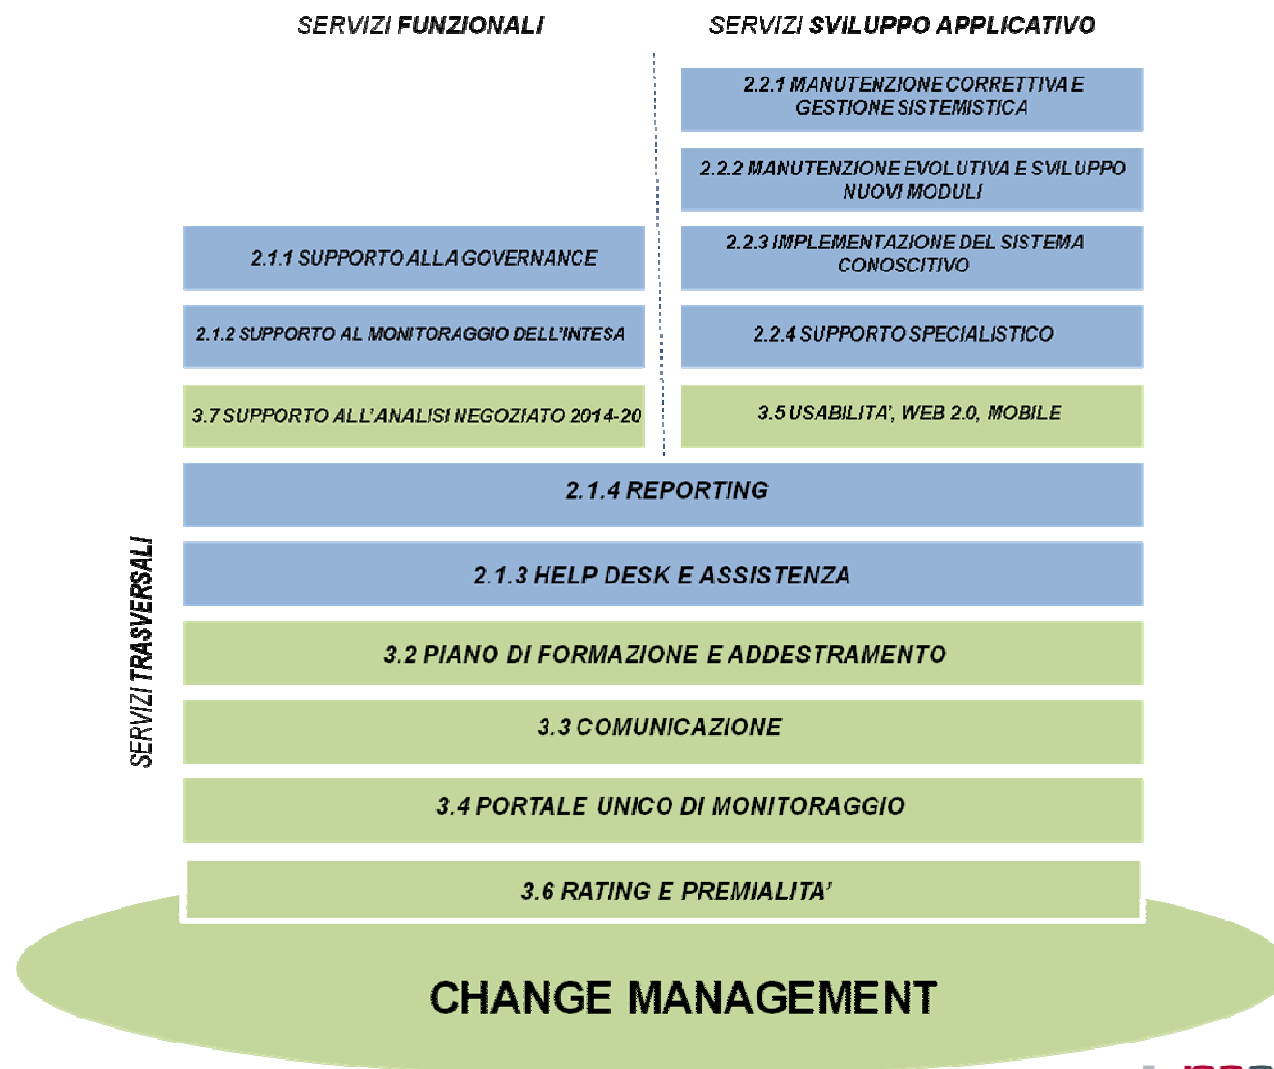 SERVIZI FUNZIONALI
SERVIZI SVILUPPO APPLICATIVO
2.2.1 MANUTENZIONE CORRETTIVA E
GESTIONE SISTEMISTICA
2.2.2 MANUTENZIONE EVOLUTIVA E SVILUPPO
NUOVI MODULI
2.1.1 SUPPORTO ALLA GOVERNANCE
2.2.3 IMPLEMENTAZIONE DEL SISTEMA
CONOSCITIVO
2.1.2 SUPPORTO AL MONITORAGGIO DELL'INTESA
2.2.4 SUPPORTO SPECIALISTICO
3.7 SUPPORTO ALL'ANALISI NEGOZIATO 2014-20
3.5 USABILITA', WEB 2.0, MOBILE
SERVIZI TRASVERSALI
2.1.4 REPORTING
2.1.3 HELP DESK E ASSISTENZA
3.2 PIANO DI FORMAZIONE E ADDESTRAMENTO
3.3 COMUNICAZIONE
3.4 PORTALE UNICO DI MONITORAGGIO
3.6 RATING E PREMIALITA'
CHANGE MANAGEMENT